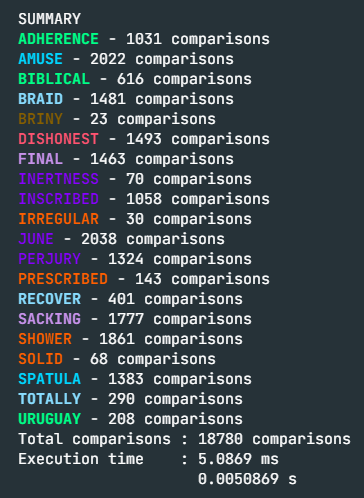 SUMMARY
ADHERENCE - 1031 comparisons
AMUSE - 2022 comparisons
BIBLICAL - 616 comparisons
BRAID - 1481 comparisons
BRINY - 23 comparisons
DISHONEST - 1493 comparisons
FINAL - 1463 comparisons
INERTNESS - 70 comparisons
INSCRIBED - 1058 comparisons
IRREGULAR - 30 comparisons
JUNE - 2038 comparisons
PERJURY - 1324 comparisons
PRESCRIBED - 143 comparisons
RECOVER - 401 comparisons
SACKING - 1777 comparisons
SHOWER - 1861 comparisons
SOLID - 68 comparisons
SPATULA - 1383 comparisons
TOTALLY - 290 comparisons
URUGUAY - 208 comparisons
Total comparisons : 18780 comparisons
Execution time    : 5.0869 ms
                    0.0050869 s